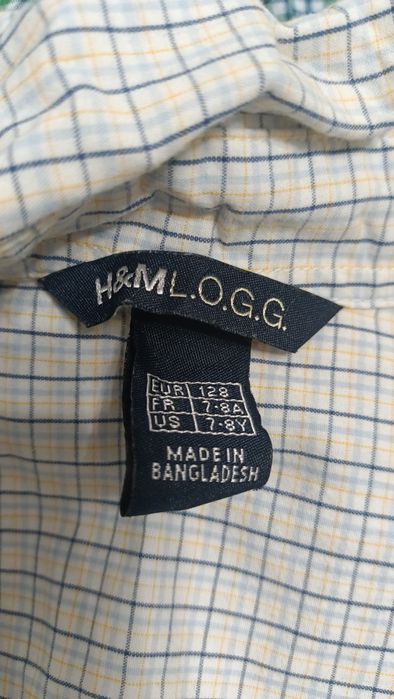 H&M L.O.G.G.
EUR 128
FR 7-8A
US 7-8Y
MADE IN
BANGLADESH